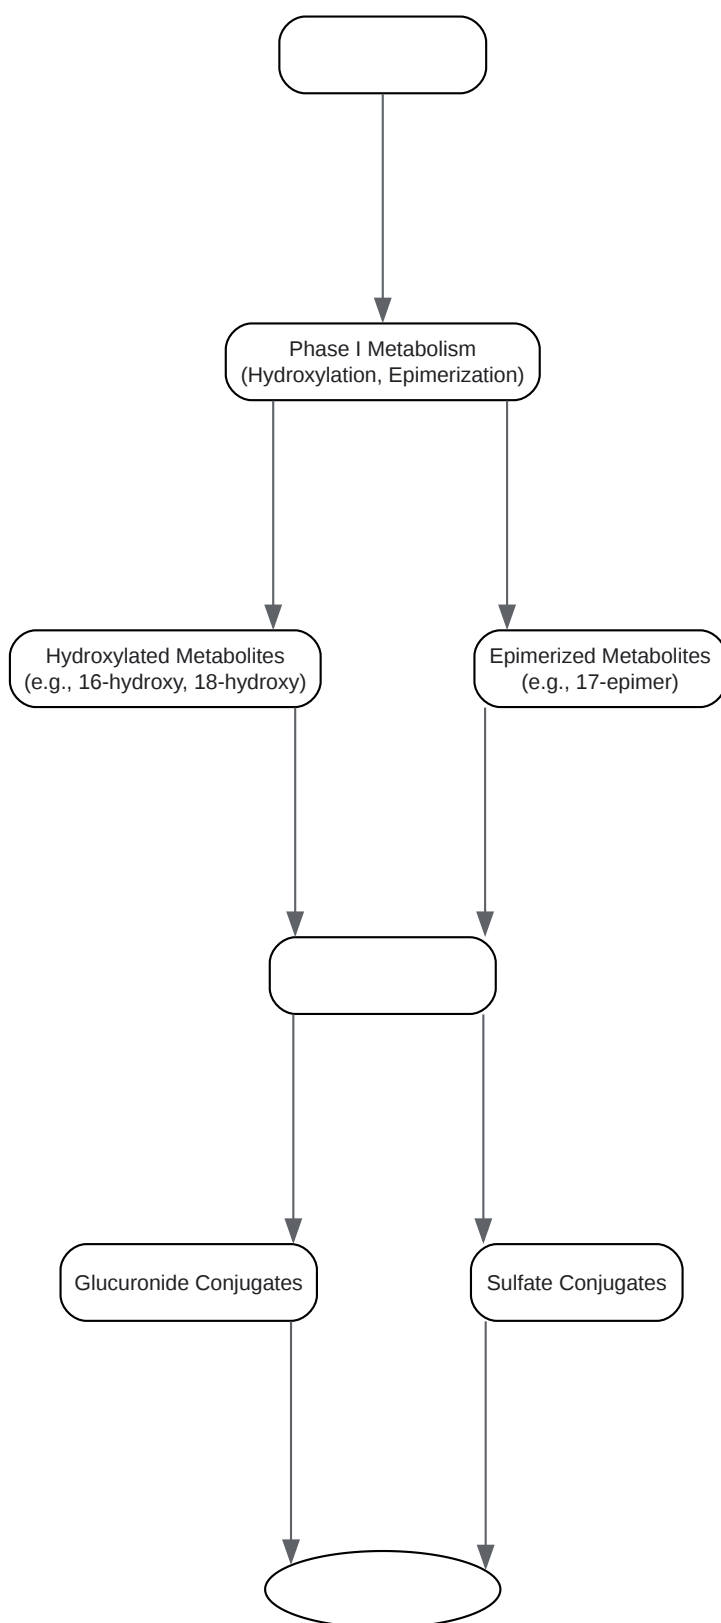 Phase I Metabolism
(Hydroxylation, Epimerization)
Hydroxylated Metabolites
(e.g., 16-hydroxy, 18-hydroxy)
Epimerized Metabolites
(e.g., 17-epimer)
Glucuronide Conjugates
Sulfate Conjugates